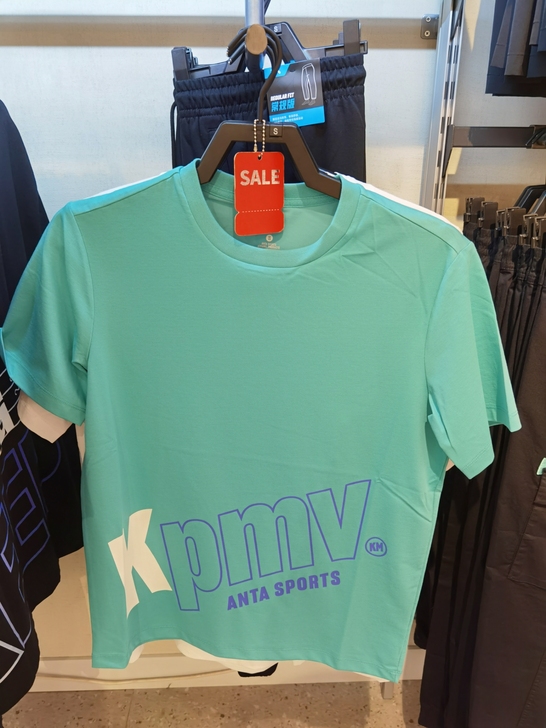 REGULAR FIT
常规版
S
SALE
Kpmv
KM
ANTA SPORTS